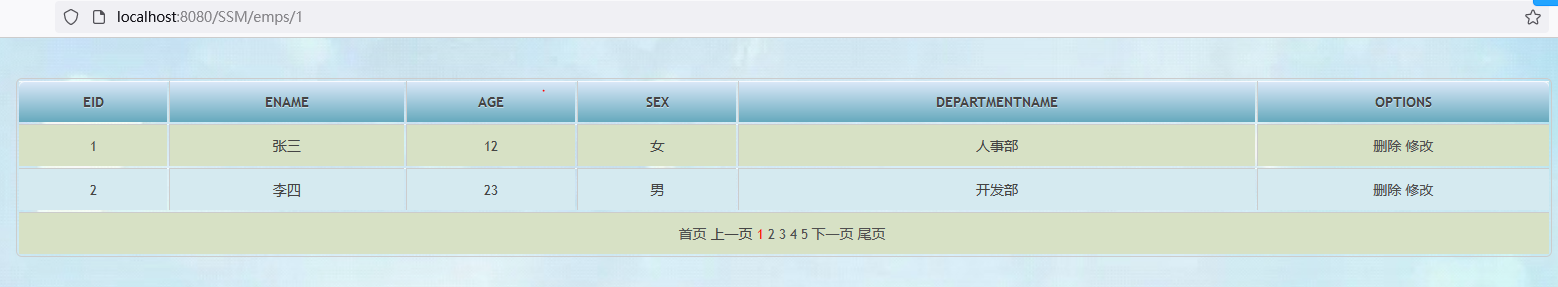 localhost:8080/SSM/emps/1
EID ENAME AGE SEX DEPARTMENTNAME OPTIONS
1 张三 12 女 人事部 删除 修改
2 李四 23 男 开发部 删除 修改
首页 上一页 1 2 3 4 5 下一页 尾页